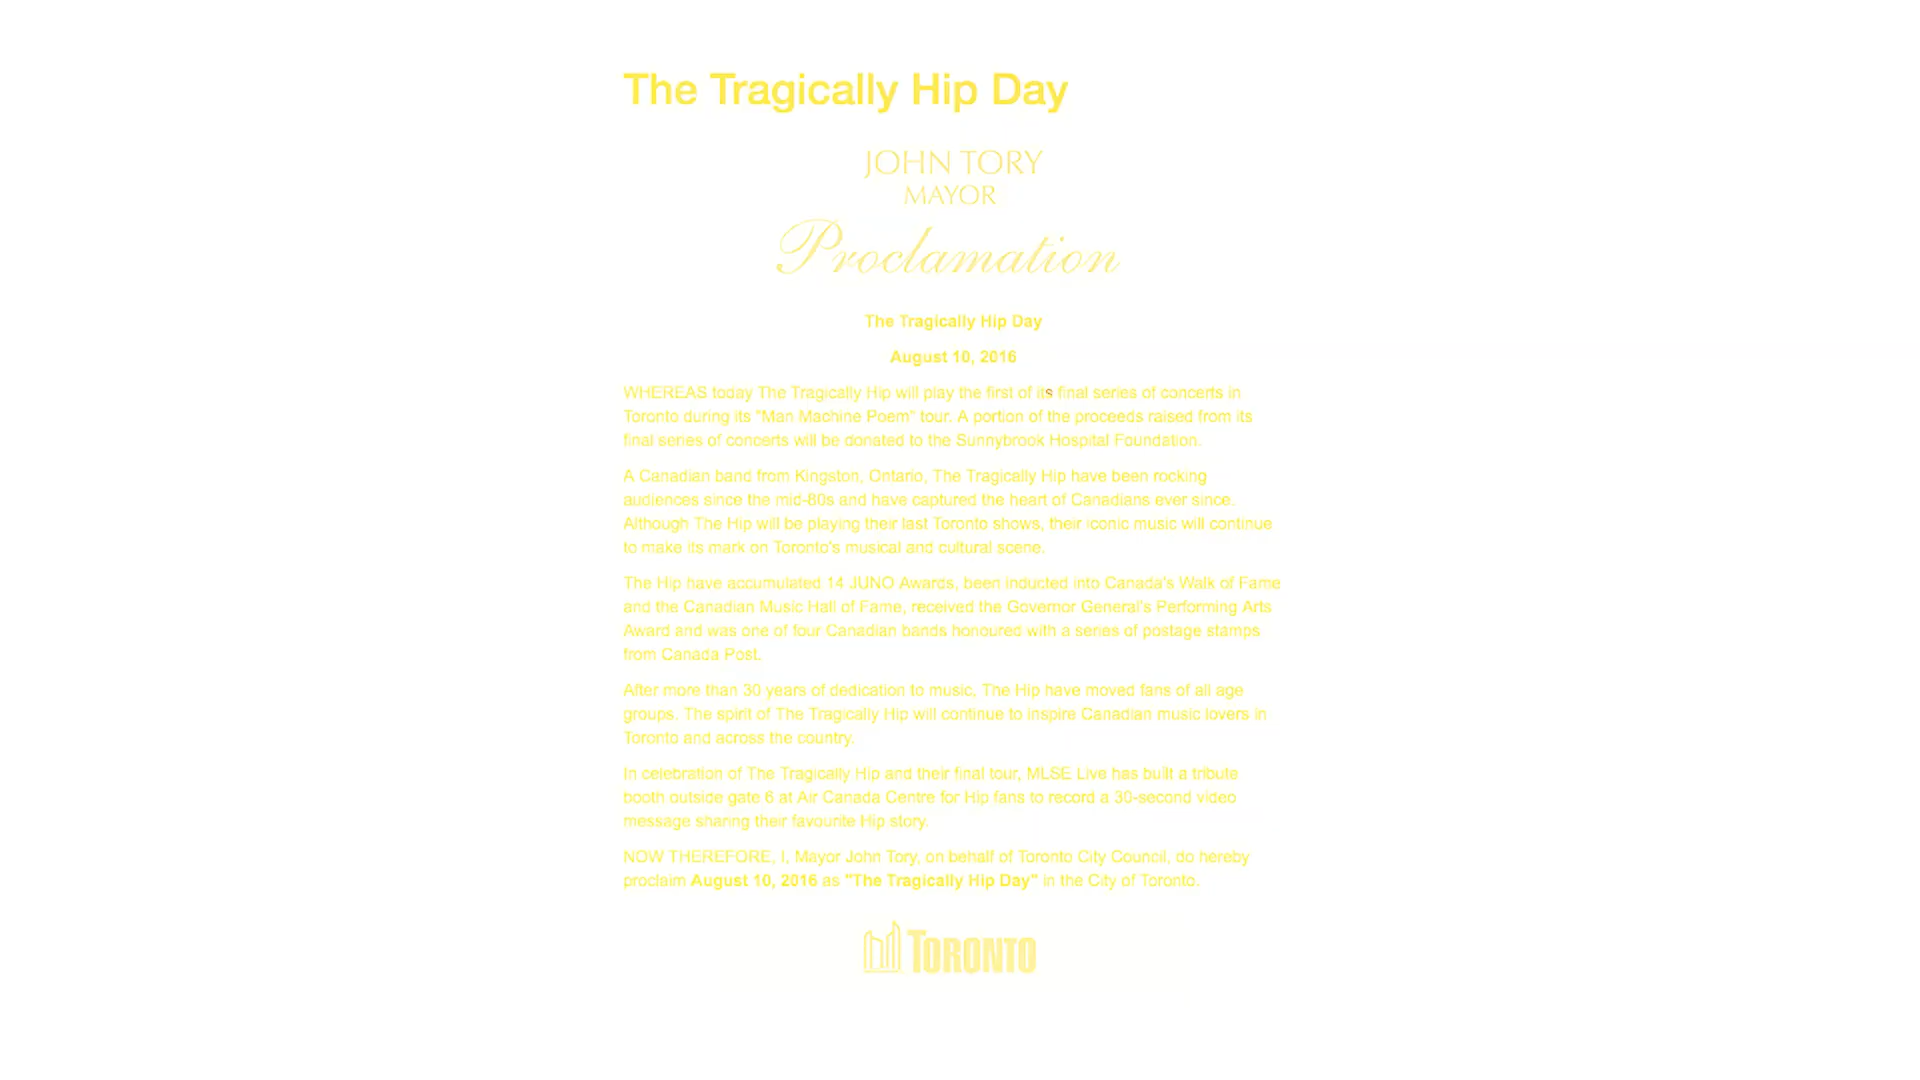 The Tragically Hip Day
JOHN TORY
MAYOR
Proclamation
The Tragically Hip Day
August 10, 2016
WHEREAS today The Tragically Hip will play the first of its final series of concerts in
Toronto during its "Man Machine Poem" tour. A portion of the proceeds raised from its
final series of concerts will be donated to the Sunnybrook Hospital Foundation.
A Canadian band from Kingston, Ontario, The Tragically Hip have been rocking
audiences since the mid-80s and have captured the heart of Canadians ever since.
Although The Hip will be playing their last Toronto shows, their iconic music will continue
to make its mark on Toronto's musical and cultural scene.
The Hip have accumulated 14 JUNO Awards, been inducted into Canada's Walk of Fame
and the Canadian Music Hall of Fame, received the Governor General's Performing Arts
Award and was one of four Canadian bands honoured with a series of postage stamps
from Canada Post.
After more than 30 years of dedication to music, The Hip have moved fans of all age
groups. The spirit of The Tragically Hip will continue to inspire Canadian music lovers in
Toronto and across the country.
In celebration of The Tragically Hip and their final tour, MLSE Live has built a tribute
booth outside gate 6 at Air Canada Centre for Hip fans to record a 30-second video
message sharing their favourite Hip story.
NOW THEREFORE, I, Mayor John Tory, on behalf of Toronto City Council, do hereby
proclaim August 10, 2016 as "The Tragically Hip Day" in the City of Toronto.
TORONTO